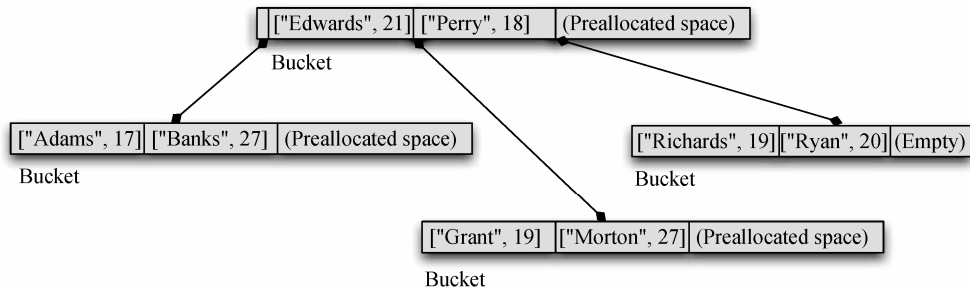 ["Edwards", 21] ["Perry", 18] (Preallocated space)
Bucket
["Adams", 17] ["Banks", 27] (Preallocated space)
Bucket
["Richards", 19] ["Ryan", 20] (Empty)
Bucket
["Grant", 19] ["Morton", 27] (Preallocated space)
Bucket